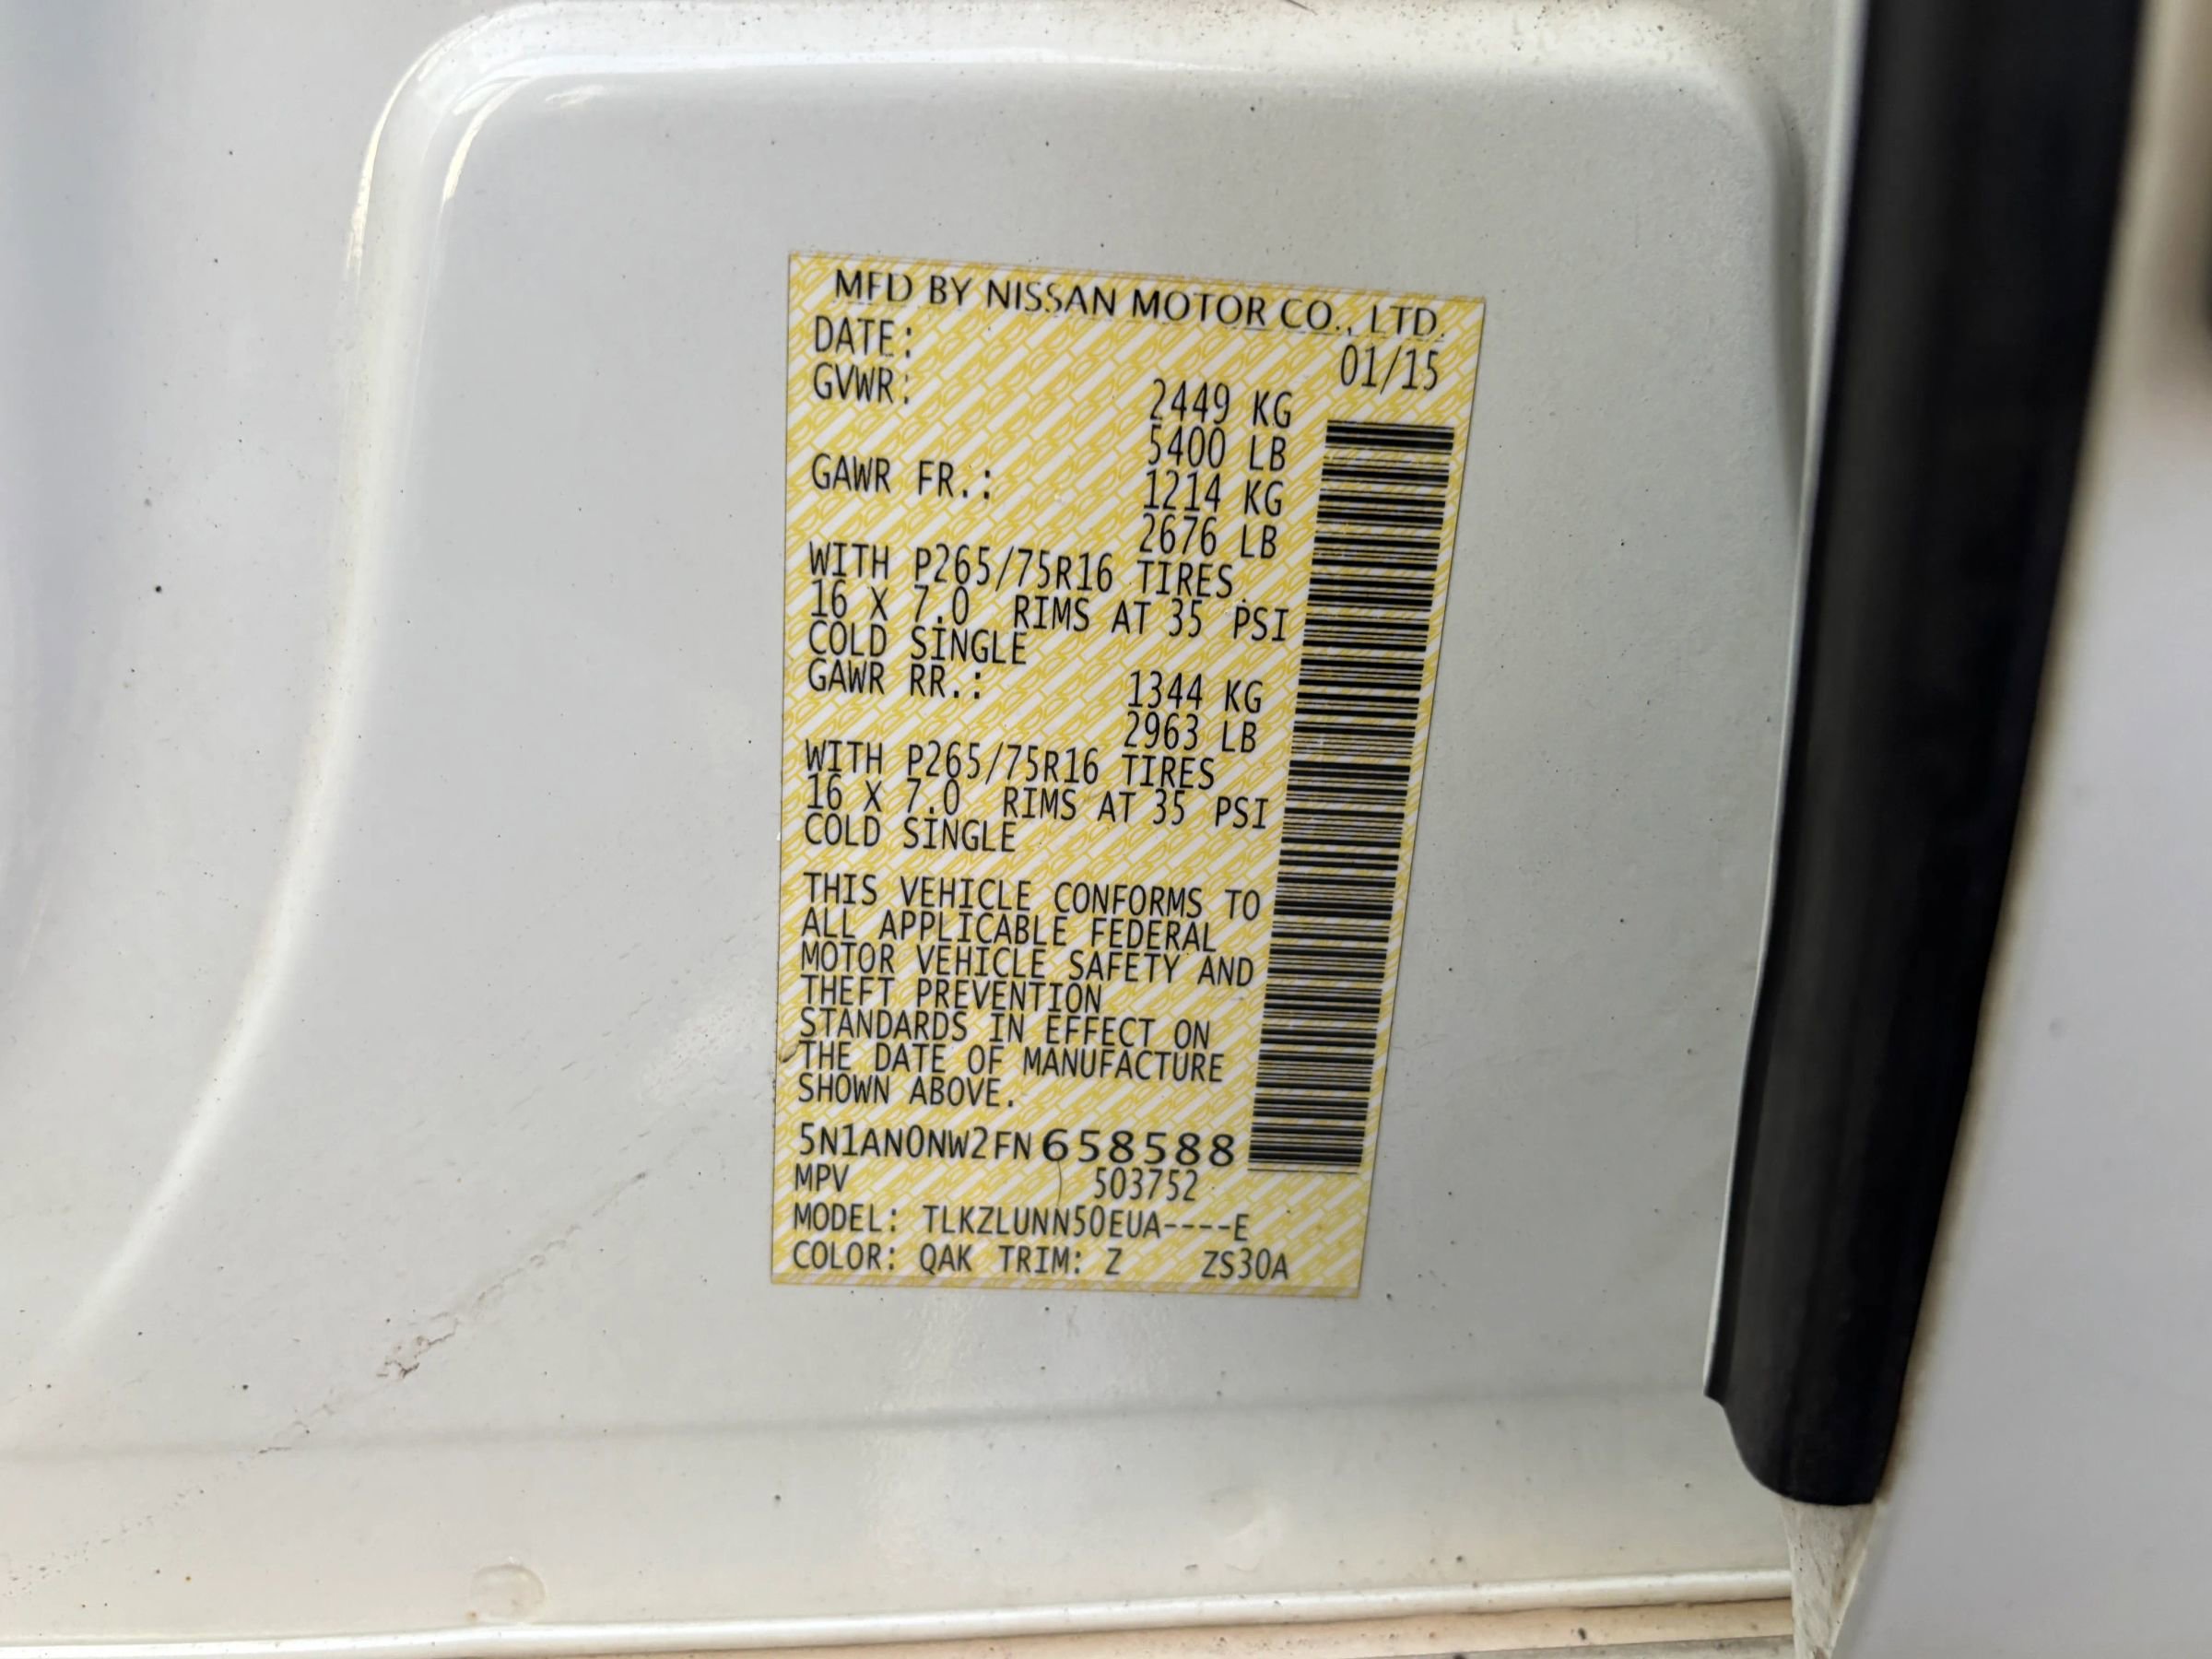 MFD BY NISSAN MOTOR CO., LTD.
DATE: 01/15
GVWR: 2449 KG
5400 LB
GAWR FR.: 1214 KG
2676 LB
WITH P265/75R16 TIRES
16 X 7.0 RIMS AT 35 PSI
COLD SINGLE
GAWR RR.: 1344 KG
2963 LB
WITH P265/75R16 TIRES
16 X 7.0 RIMS AT 35 PSI
COLD SINGLE
THIS VEHICLE CONFORMS TO
ALL APPLICABLE FEDERAL
MOTOR VEHICLE SAFETY AND
THEFT PREVENTION
STANDARDS IN EFFECT ON
THE DATE OF MANUFACTURE
SHOWN ABOVE.
5N1AN0NW2FN658588
MPV 503752
MODEL: TLKZLUNN50EUA----E
COLOR: QAK TRIM: Z ZS30A